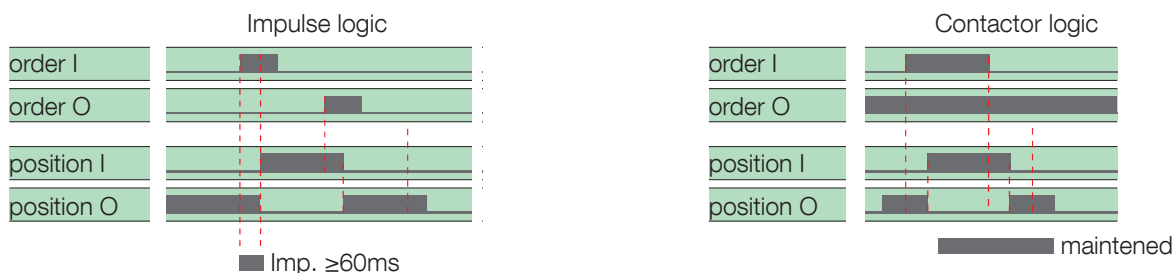 Impulse logic
order I
order O
position I
position O
Imp. ≥60ms
Contactor logic
order I
order O
position I
position O
maintened